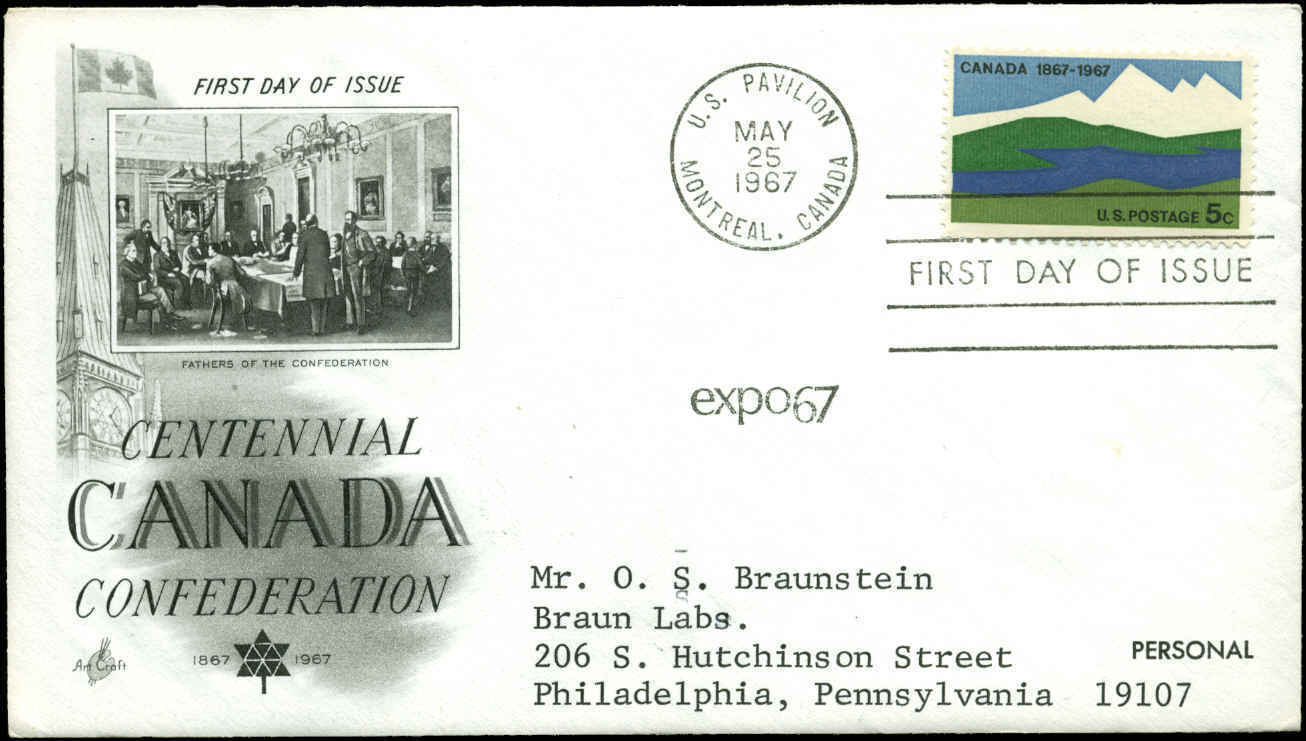 FIRST DAY OF ISSUE
FATHERS OF THE CONFEDERATION
CENTENNIAL
CANADA
CONFEDERATION
Art Craft
1867 1967
U.S. PAVILION
MAY
25
1967
MONTREAL, CANADA
CANADA 1867-1967
U.S. POSTAGE 5c
FIRST DAY OF ISSUE
expo67
Mr. O. S. Braunstein
Braun Labs.
206 S. Hutchinson Street
Philadelphia, Pennsylvania 19107
PERSONAL